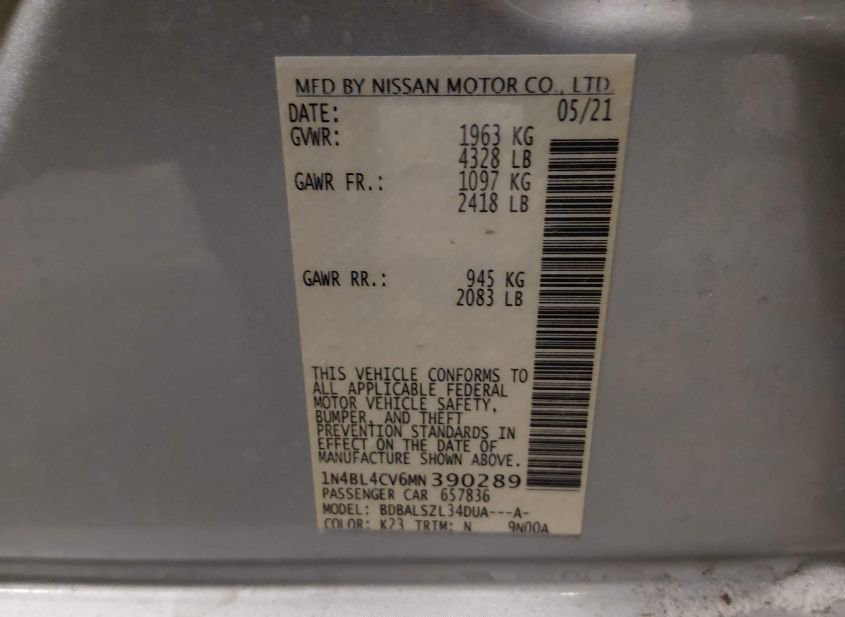 MFD BY NISSAN MOTOR CO., LTD.
DATE: 05/21
GVWR: 1963 KG
4328 LB
GAWR FR.: 1097 KG
2418 LB
GAWR RR.: 945 KG
2083 LB
THIS VEHICLE CONFORMS TO
ALL APPLICABLE FEDERAL
MOTOR VEHICLE SAFETY,
BUMPER, AND THEFT
PREVENTION STANDARDS IN
EFFECT ON THE DATE OF
MANUFACTURE SHOWN ABOVE.
1N4BL4CV6MN390289
PASSENGER CAR 657836
MODEL: BDBALSZL34DUA---A-
COLOR: K23 TRIM: N 9N00A